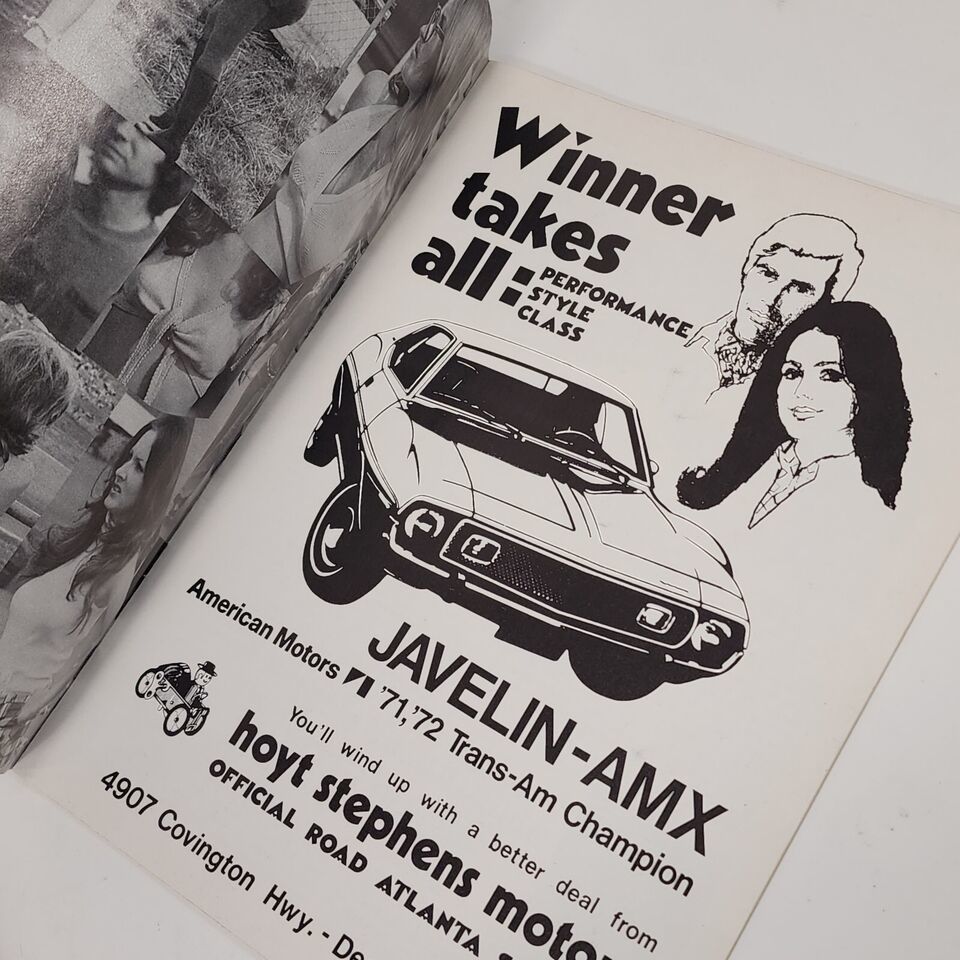 Winner
takes
all:
PERFORMANCE
STYLE
CLASS
JAVELIN-AMX
American Motors '71,'72 Trans-Am Champion
You'll wind up with a better deal from
hoyt stephens
OFFICIAL ROAD ATLANTA
4907 Covington Hwy. -